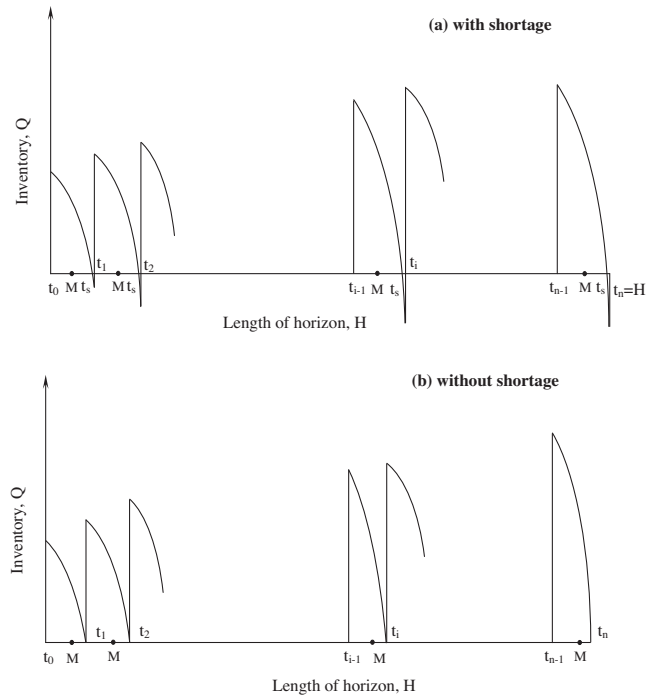 (a) with shortage
Inventory, Q
t1
t2
ti
t0 M ts M ts ti-1 M ts tn-1 M ts tn=H
Length of horizon, H
(b) without shortage
Inventory, Q
t1 t2 ti tn
t0 M M ti-1 M tn-1 M
Length of horizon, H